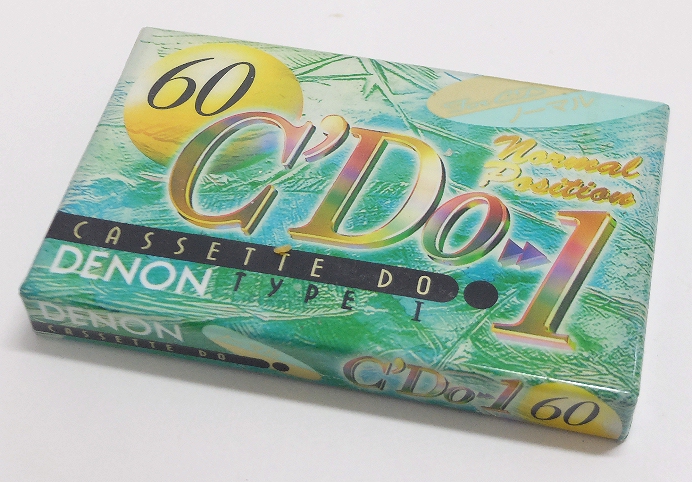 60
C'Do▸▸1
Normal
Position
CASSETTE DO
DENON TYPE I
DENON
CASSETTE DO
C'Do▸▸1 60